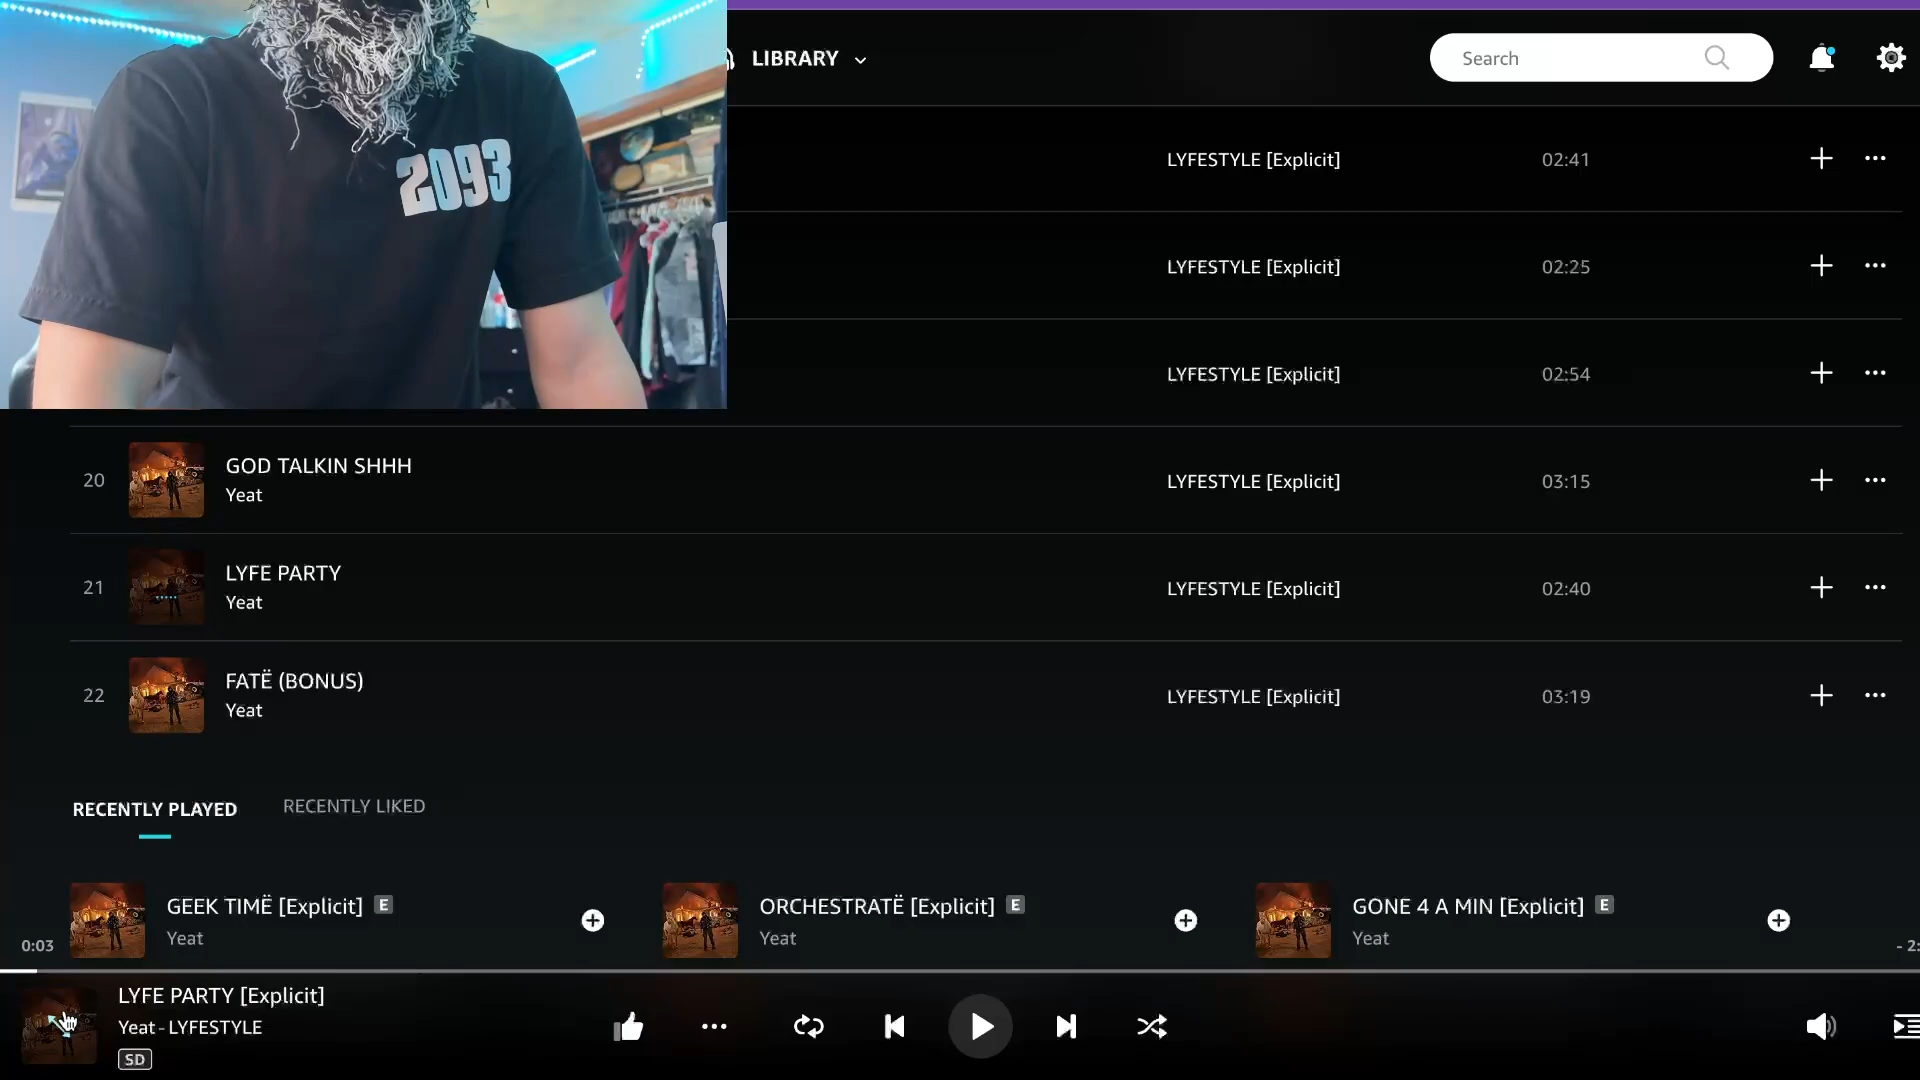 LIBRARY
Search
2093
LYFESTYLE [Explicit] 02:41
LYFESTYLE [Explicit] 02:25
LYFESTYLE [Explicit] 02:54
20 GOD TALKIN SHHH
Yeat
LYFESTYLE [Explicit] 03:15
21 LYFE PARTY
Yeat
LYFESTYLE [Explicit] 02:40
22 FATË (BONUS)
Yeat
LYFESTYLE [Explicit] 03:19
RECENTLY PLAYED RECENTLY LIKED
GEEK TIMË [Explicit] E
Yeat
ORCHESTRATË [Explicit] E
Yeat
GONE 4 A MIN [Explicit] E
Yeat
0:03 - 2:
LYFE PARTY [Explicit]
Yeat - LYFESTYLE
SD